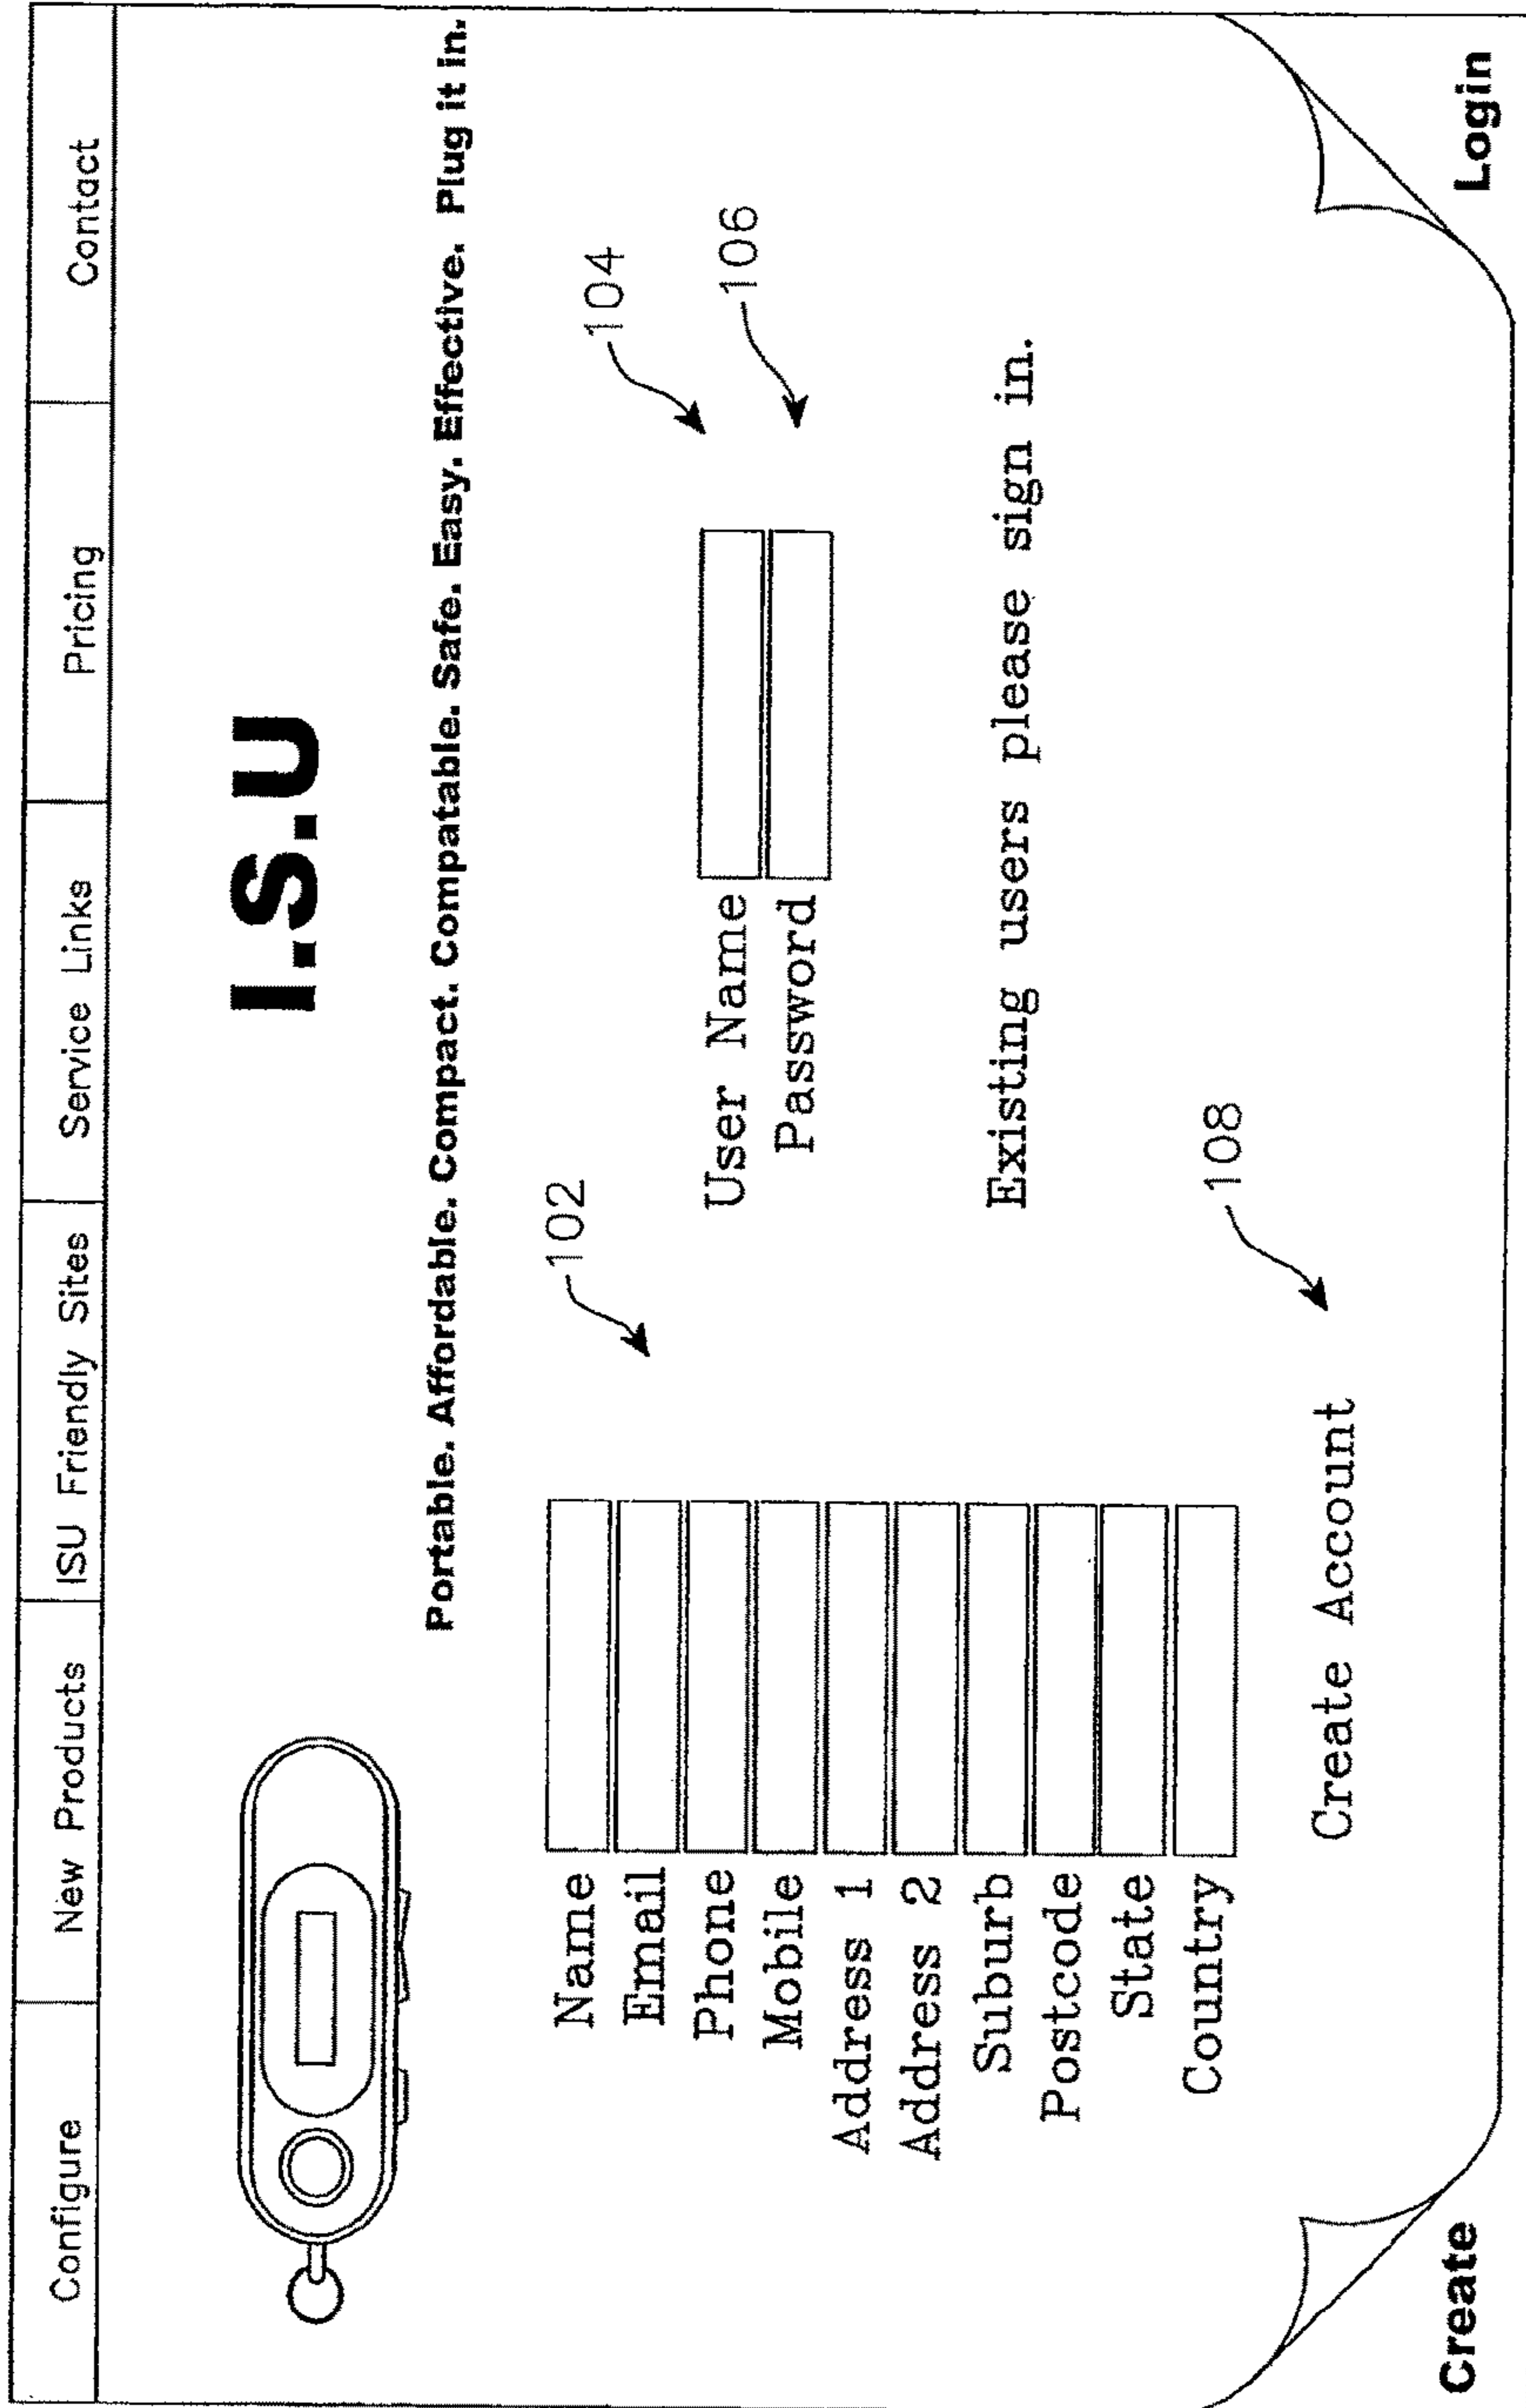 Configure
New Products
ISU Friendly Sites
Service Links
Pricing
Contact
I.S.U
Portable. Affordable. Compact. Compatable. Safe. Easy. Effective. Plug it in.
102
Name
Email
Phone
Mobile
Address 1
Address 2
Suburb
Postcode
State
Country
Create Account
108
104
User Name
106
Password
Existing users please sign in.
Create
Login